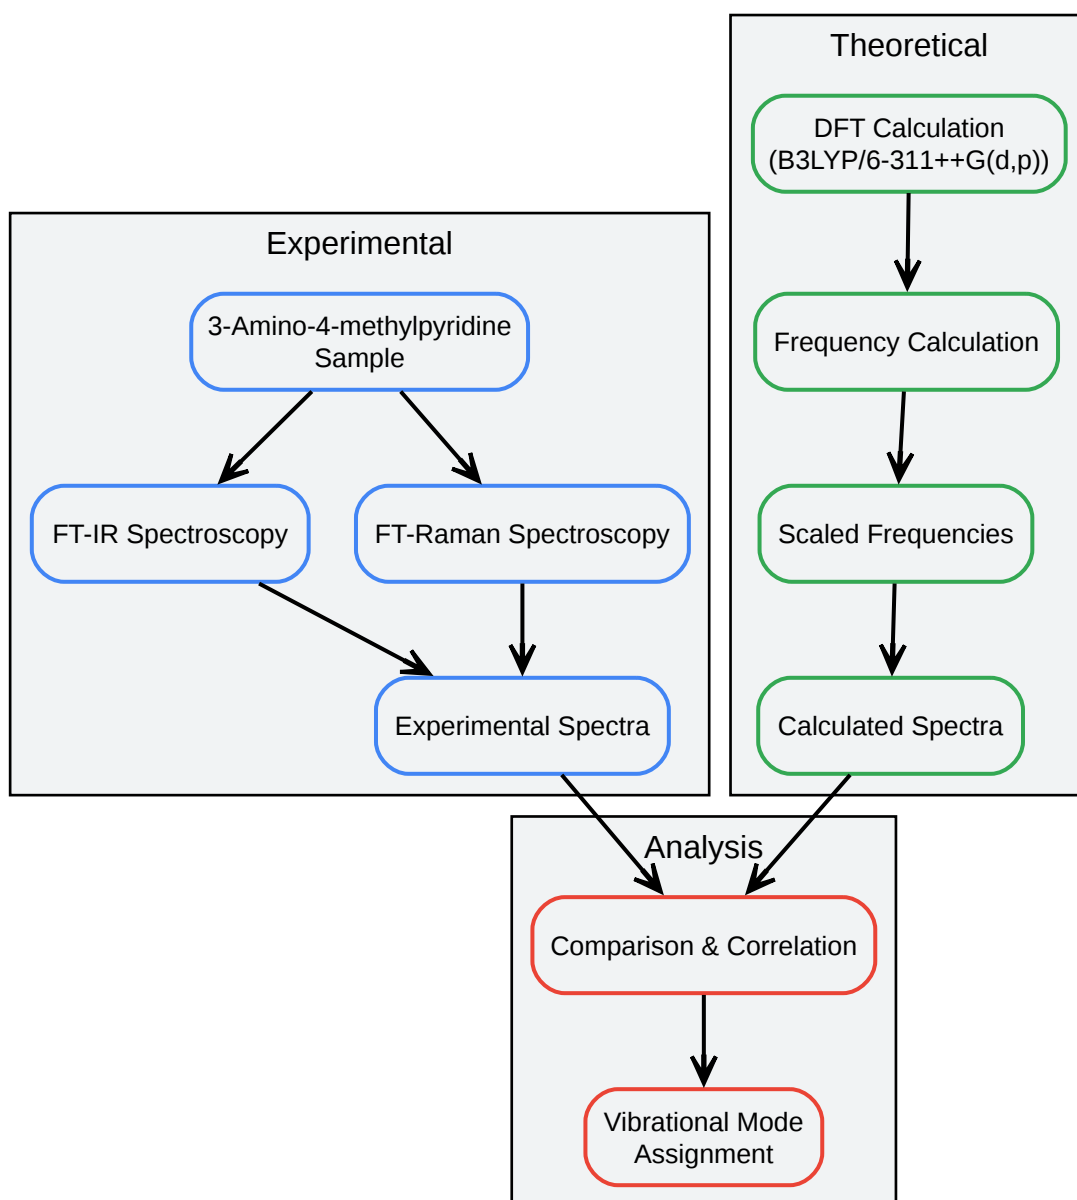 Theoretical
DFT Calculation
(B3LYP/6-311++G(d,p))
Frequency Calculation
Scaled Frequencies
Calculated Spectra
Experimental
3-Amino-4-methylpyridine
Sample
FT-IR Spectroscopy
FT-Raman Spectroscopy
Experimental Spectra
Analysis
Comparison & Correlation
Vibrational Mode
Assignment